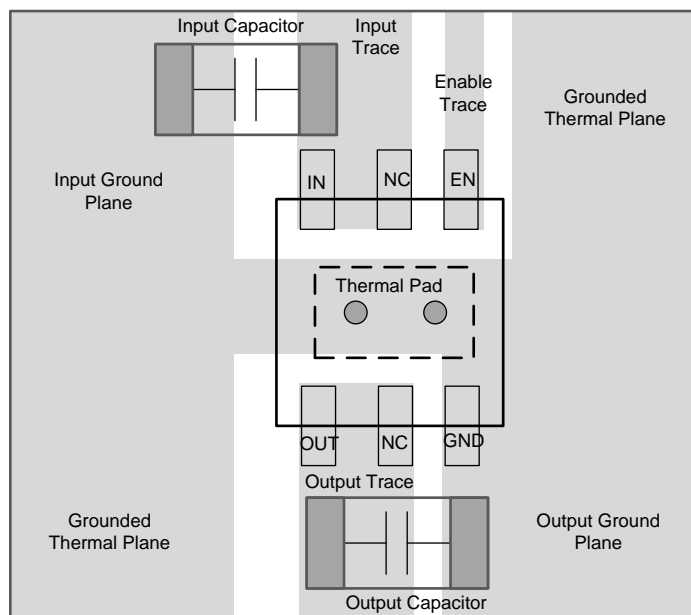 Input Capacitor
Input
Trace
Enable
Trace
Grounded
Thermal Plane
Input Ground
Plane
IN
NC
EN
Thermal Pad
OUT
NC
GND
Output Trace
Grounded
Thermal Plane
Output Ground
Plane
Output Capacitor